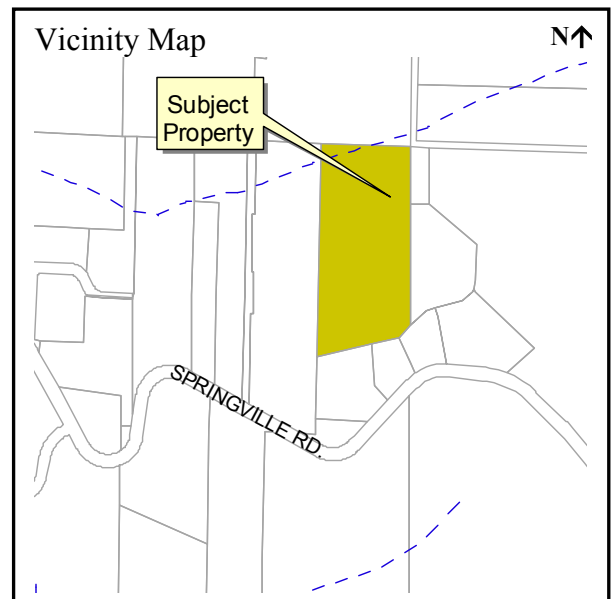 Vicinity Map
N↑
Subject
Property
SPRINGVILLE RD.